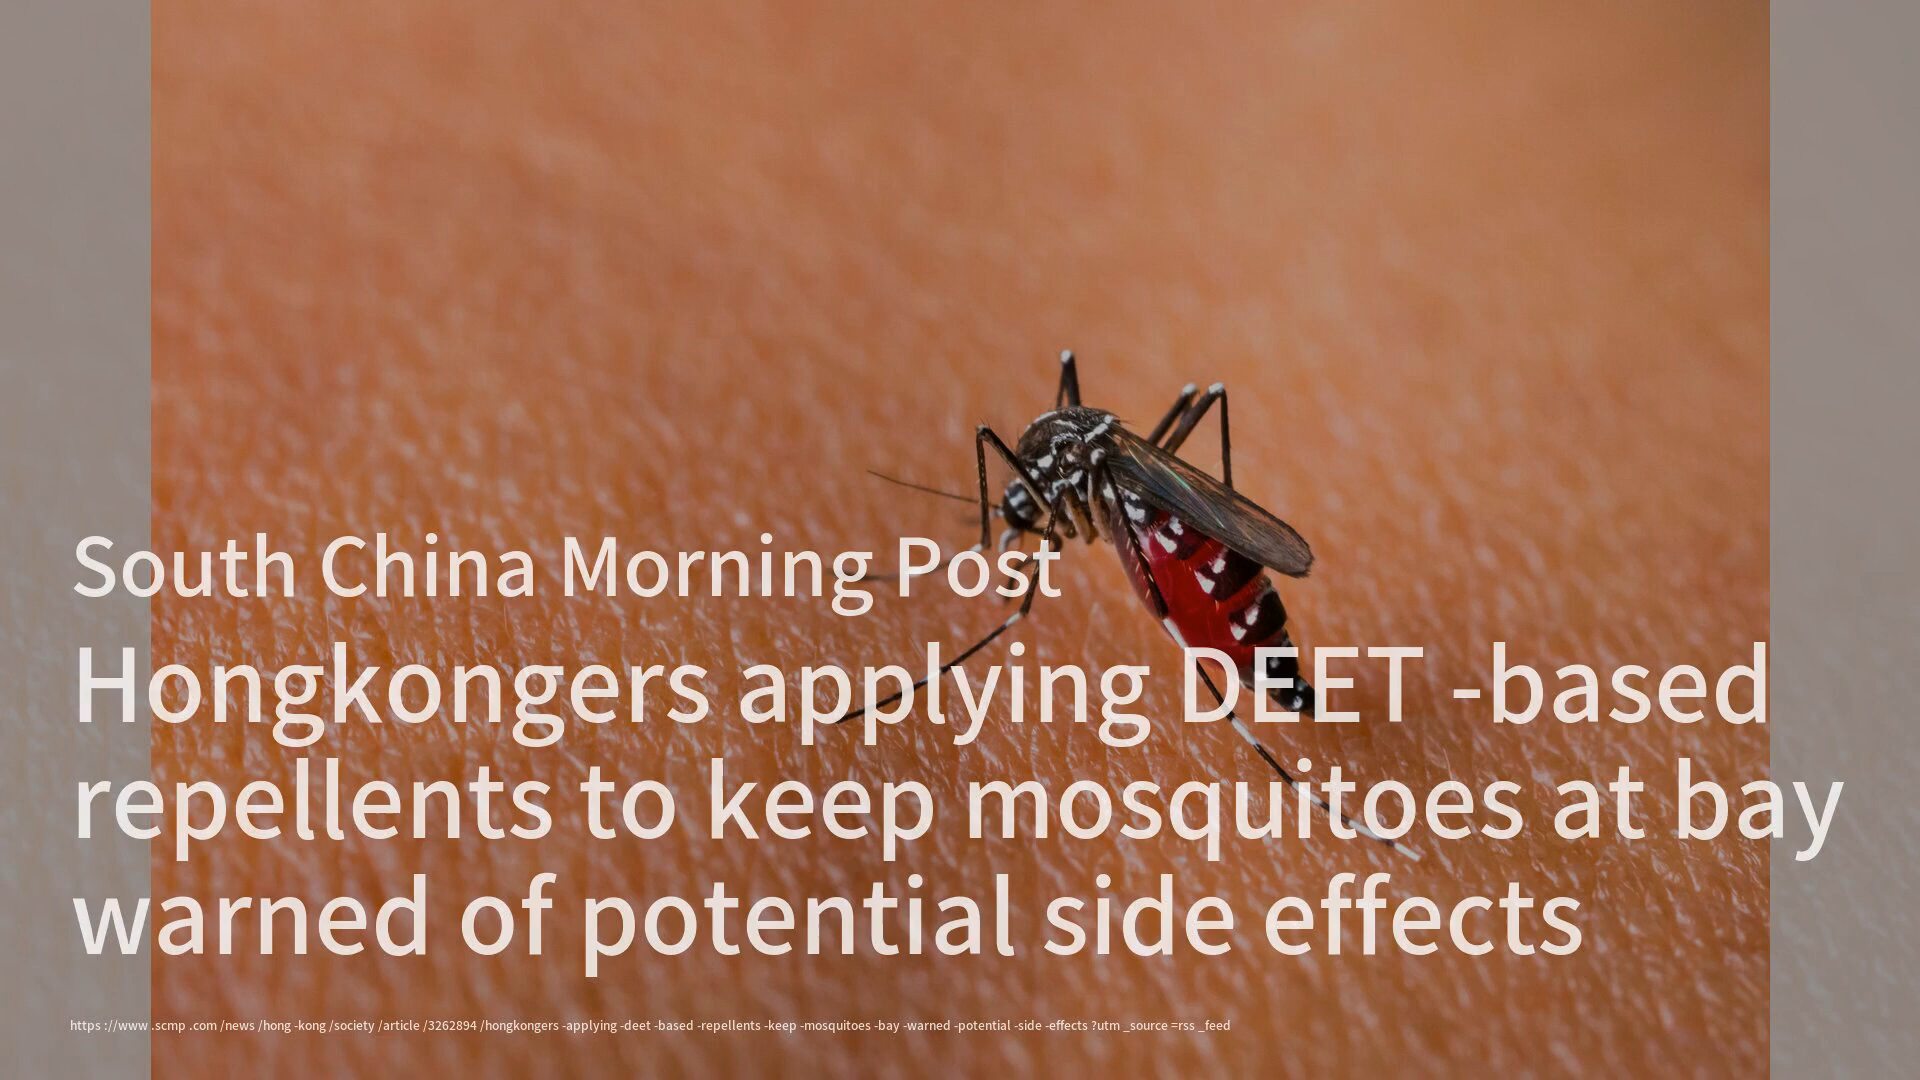 South China Morning Post
Hongkongers applying DEET -based
repellents to keep mosquitoes at bay
warned of potential side effects
https ://www .scmp .com /news /hong -kong /society /article /3262894 /hongkongers -applying -deet -based -repellents -keep -mosquitoes -bay -warned -potential -side -effects ?utm _source =rss _feed